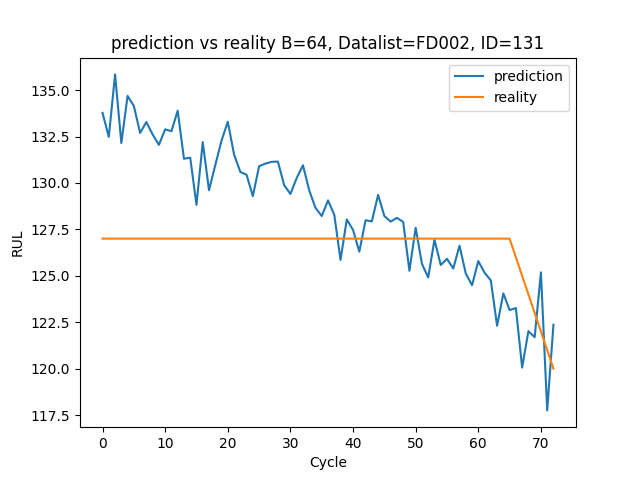 prediction vs reality B=64, Datalist=FD002, ID=131
prediction
reality
RUL
135.0
132.5
130.0
127.5
125.0
122.5
120.0
117.5
0 10 20 30 40 50 60 70
Cycle